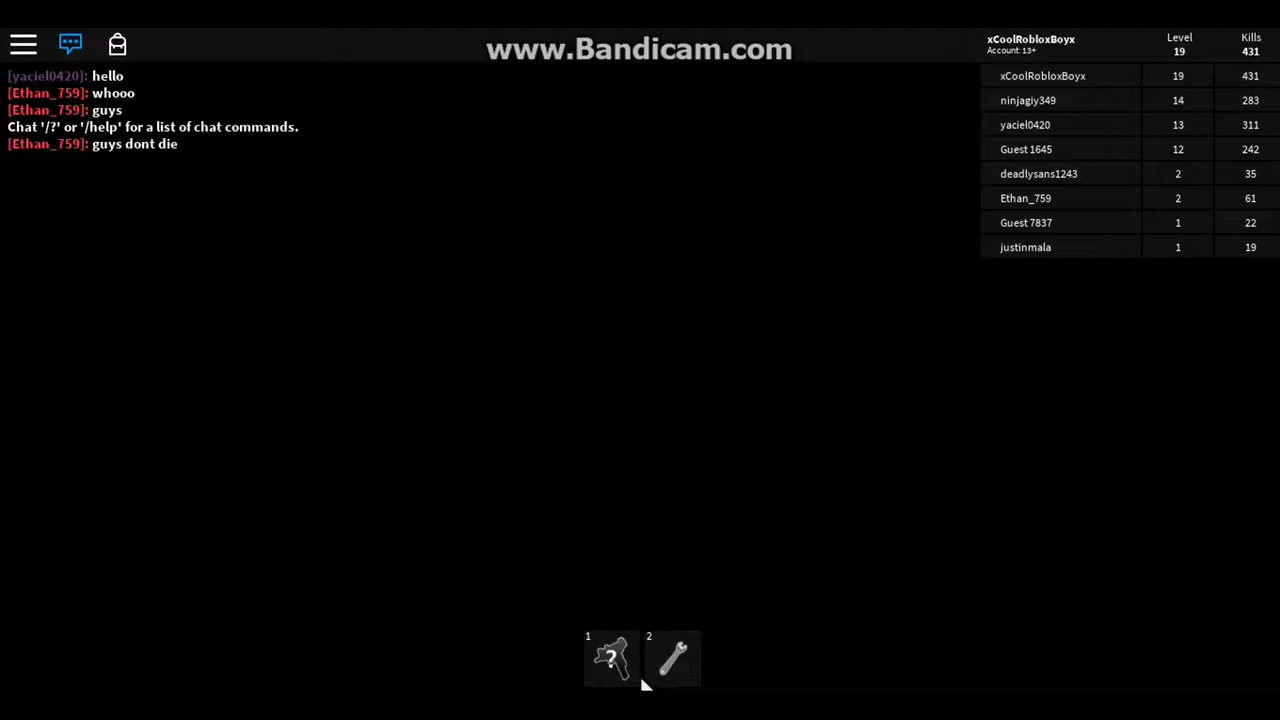 www.Bandicam.com
xCoolRobloxBoyx Level Kills
Account: 13+ 19 431
[yaciel0420]: hello
[Ethan_759]: whooo
[Ethan_759]: guys
Chat '/?' or '/help' for a list of chat commands.
[Ethan_759]: guys dont die
xCoolRobloxBoyx 19 431
ninjagiy349 14 283
yaciel0420 13 311
Guest 1645 12 242
deadlysans1243 2 35
Ethan_759 2 61
Guest 7837 1 22
justinmala 1 19
1 2
?